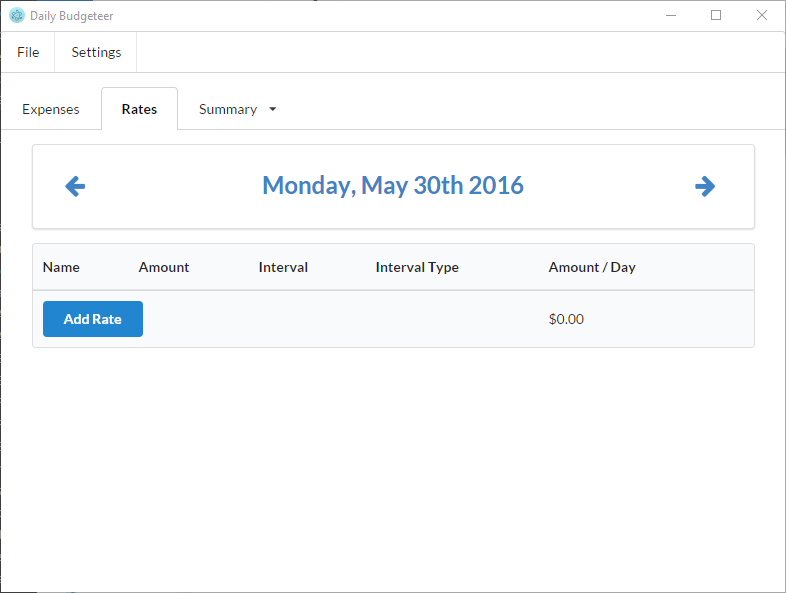 Daily Budgeteer
File Settings
Expenses Rates Summary
Monday, May 30th 2016
Name Amount Interval Interval Type Amount / Day
Add Rate $0.00